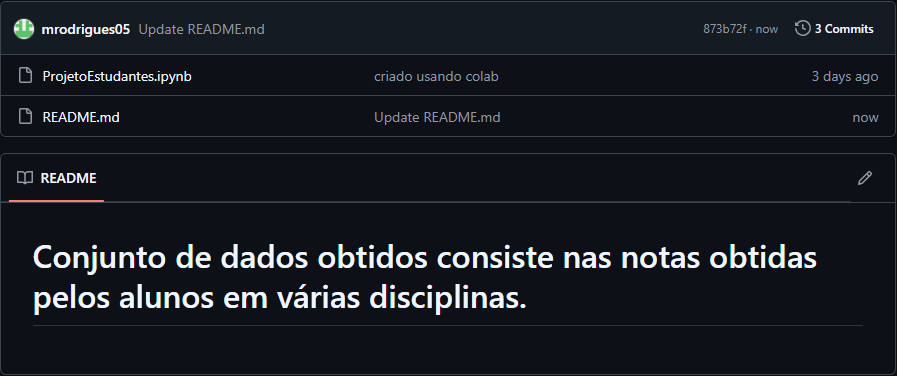 mrodrigues05 Update README.md 873b72f · now 3 Commits
ProjetoEstudantes.ipynb criado usando colab 3 days ago
README.md Update README.md now
README
Conjunto de dados obtidos consiste nas notas obtidas
pelos alunos em várias disciplinas.